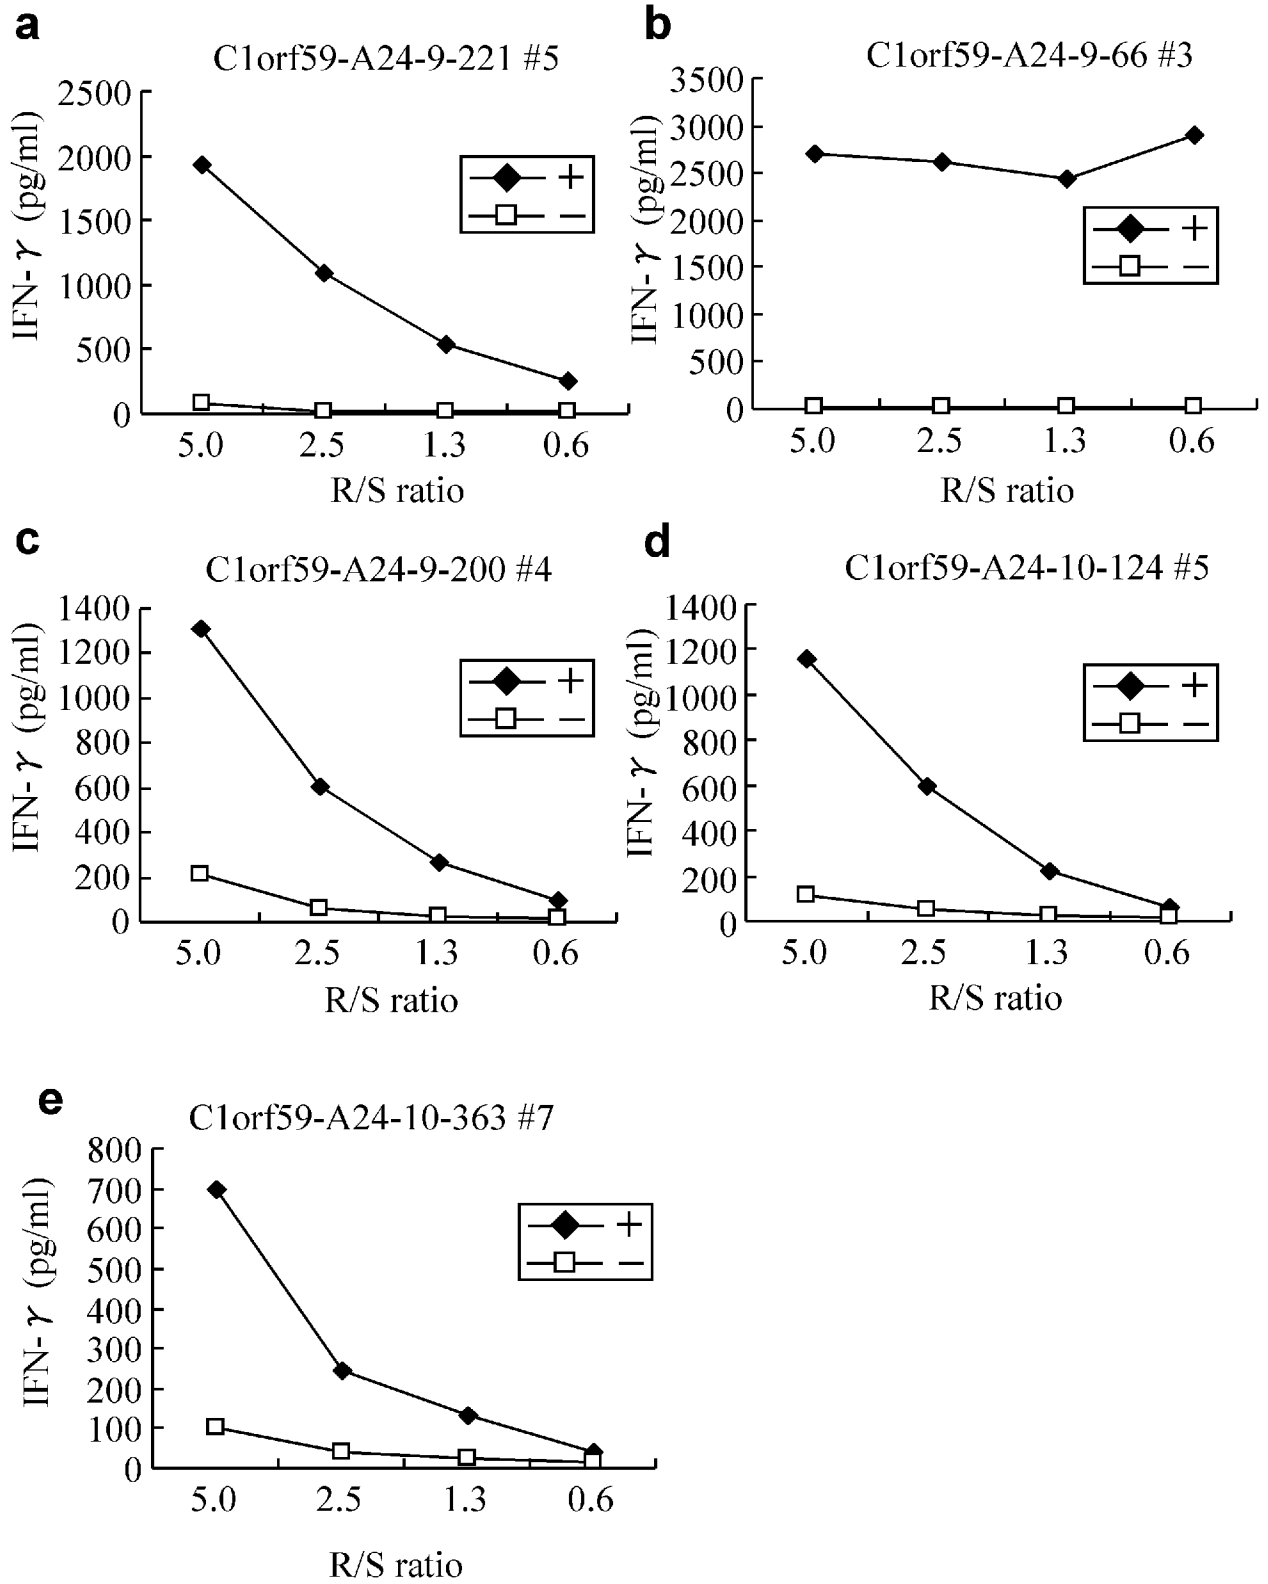 a
C1orf59-A24-9-221 #5
IFN-γ (pg/ml)
2500
2000
1500
1000
500
0
+
−
5.0 2.5 1.3 0.6
R/S ratio
b
C1orf59-A24-9-66 #3
IFN-γ (pg/ml)
3500
3000
2500
2000
1500
1000
500
0
+
−
5.0 2.5 1.3 0.6
R/S ratio
c
C1orf59-A24-9-200 #4
IFN-γ (pg/ml)
1400
1200
1000
800
600
400
200
0
+
−
5.0 2.5 1.3 0.6
R/S ratio
d
C1orf59-A24-10-124 #5
IFN-γ (pg/ml)
1400
1200
1000
800
600
400
200
0
+
−
5.0 2.5 1.3 0.6
R/S ratio
e
C1orf59-A24-10-363 #7
IFN-γ (pg/ml)
800
700
600
500
400
300
200
100
0
+
−
5.0 2.5 1.3 0.6
R/S ratio